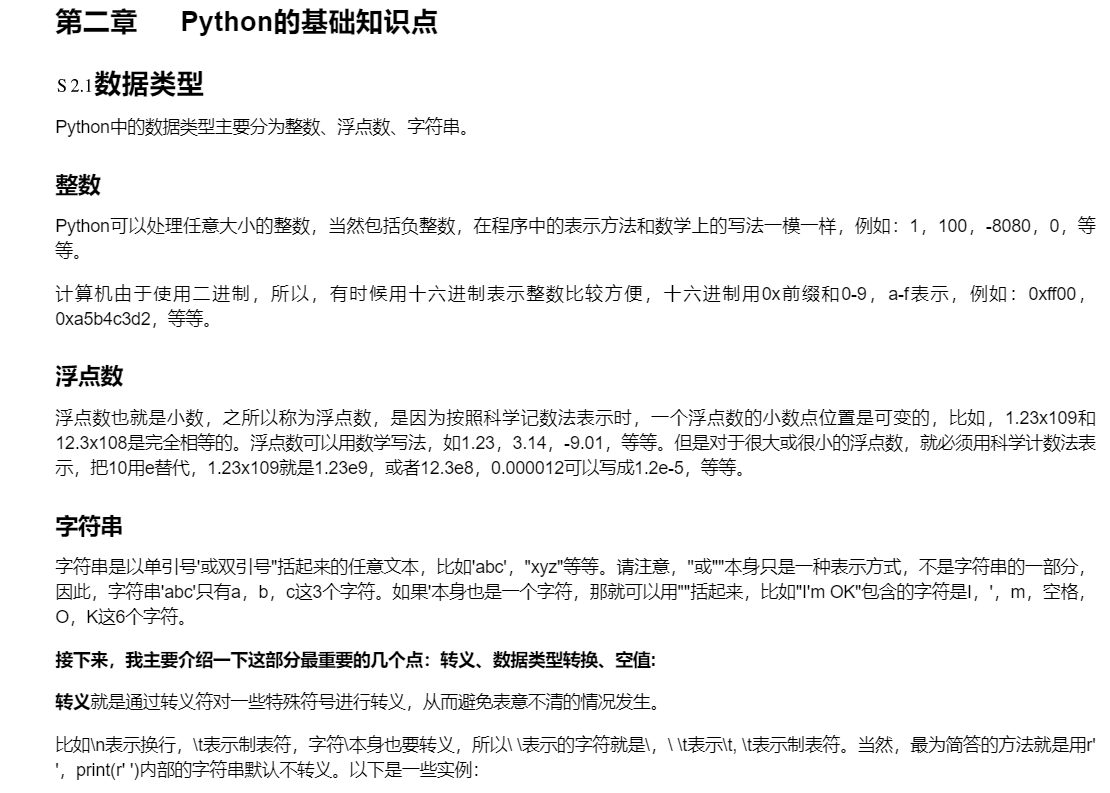 第二章 Python的基础知识点
S 2.1数据类型
Python中的数据类型主要分为整数、浮点数、字符串。
整数
Python可以处理任意大小的整数，当然包括负整数，在程序中的表示方法和数学上的写法一模一样，例如：1，100，-8080，0，等
等。
计算机由于使用二进制，所以，有时候用十六进制表示整数比较方便，十六进制用0x前缀和0-9，a-f表示，例如：0xff00，
0xa5b4c3d2，等等。
浮点数
浮点数也就是小数，之所以称为浮点数，是因为按照科学记数法表示时，一个浮点数的小数点位置是可变的，比如，1.23x109和
12.3x108是完全相等的。浮点数可以用数学写法，如1.23，3.14，-9.01，等等。但是对于很大或很小的浮点数，就必须用科学计数法表
示，把10用e替代，1.23x109就是1.23e9，或者12.3e8，0.000012可以写成1.2e-5，等等。
字符串
字符串是以单引号'或双引号"括起来的任意文本，比如'abc'，"xyz"等等。请注意，''或""本身只是一种表示方式，不是字符串的一部分，
因此，字符串'abc'只有a，b，c这3个字符。如果'本身也是一个字符，那就可以用""括起来，比如"I'm OK"包含的字符是I，'，m，空格，
O，K这6个字符。
接下来，我主要介绍一下这部分最重要的几个点：转义、数据类型转换、空值:
转义就是通过转义符对一些特殊符号进行转义，从而避免表意不清的情况发生。
比如\n表示换行，\t表示制表符，字符\本身也要转义，所以\ \表示的字符就是\，\ \t表示\t, \t表示制表符。当然，最为简答的方法就是用r'
'，print(r' ')内部的字符串默认不转义。以下是一些实例：